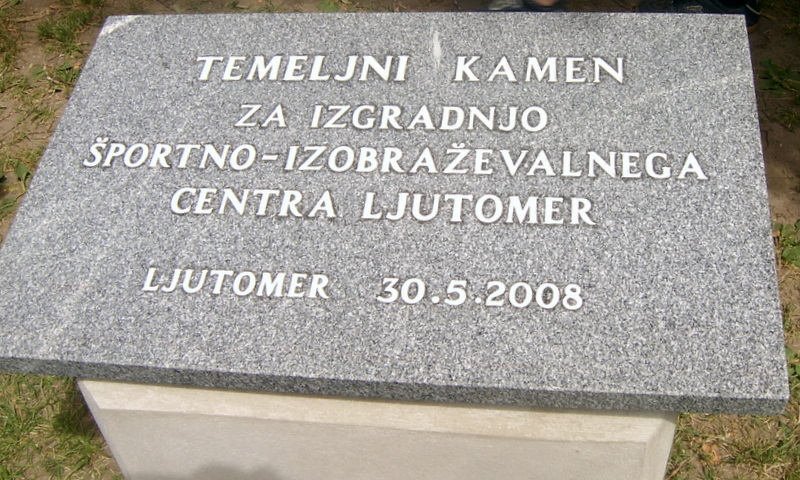 TEMELJNI KAMEN
ZA IZGRADNJO
ŠPORTNO-IZOBRAŽEVALNEGA
CENTRA LJUTOMER
LJUTOMER 30.5.2008